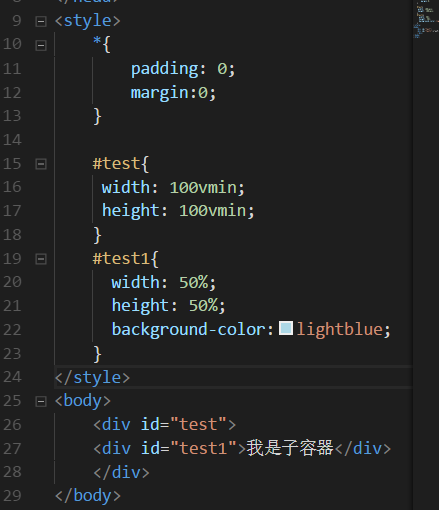 8 </head>
9 <style>
10 *{
11 padding: 0;
12 margin:0;
13 }
14
15 #test{
16 width: 100vmin;
17 height: 100vmin;
18 }
19 #test1{
20 width: 50%;
21 height: 50%;
22 background-color: lightblue;
23 }
24 </style>
25 <body>
26 <div id="test">
27 <div id="test1">我是子容器</div>
28 </div>
29 </body>